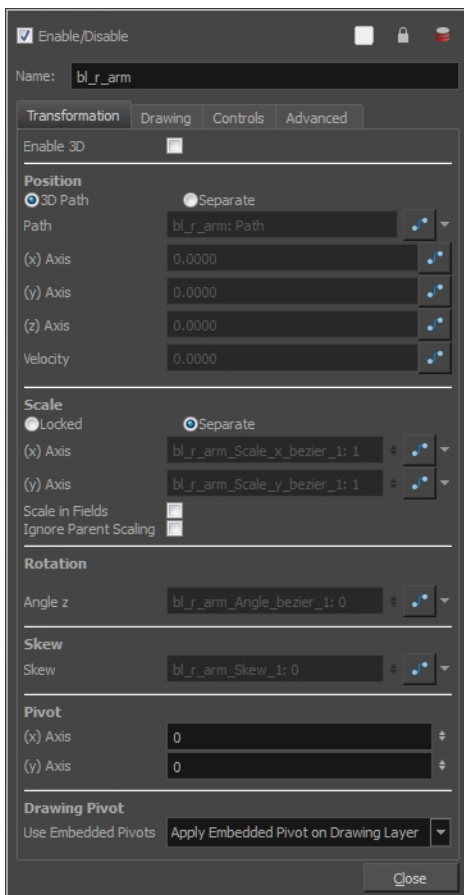 Enable/Disable
Name: bl_r_arm
Transformation Drawing Controls Advanced
Enable 3D
Position
3D Path Separate
Path bl_r_arm: Path
(x) Axis 0.0000
(y) Axis 0.0000
(z) Axis 0.0000
Velocity 0.0000
Scale
Locked Separate
(x) Axis bl_r_arm_Scale_x_bezier_1: 1
(y) Axis bl_r_arm_Scale_y_bezier_1: 1
Scale in Fields
Ignore Parent Scaling
Rotation
Angle z bl_r_arm_Angle_bezier_1: 0
Skew
Skew bl_r_arm_Skew_1: 0
Pivot
(x) Axis 0
(y) Axis 0
Drawing Pivot
Use Embedded Pivots Apply Embedded Pivot on Drawing Layer
Close